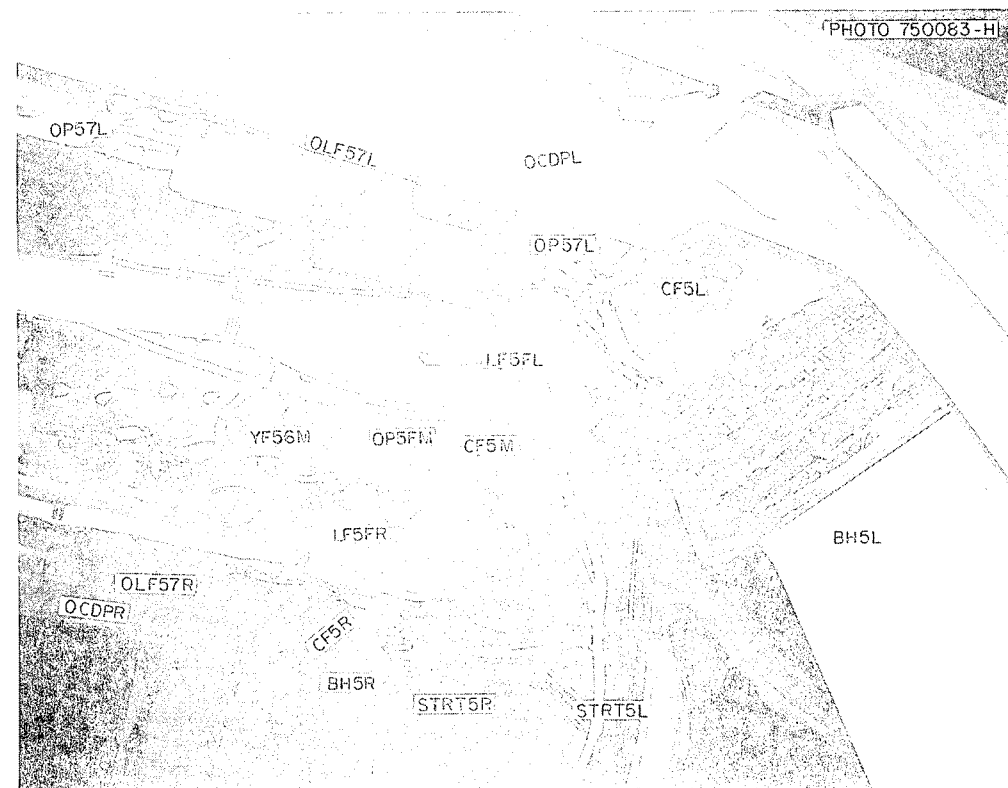 PHOTO 750083-H
OP57L
OLF57L
OCDPL
OP57L
CF5L
LF5FL
YF56M
OP5FM
CF5M
LF5FR
BH5L
OLF57R
OCDPR
CF5R
BH5R
STRT5R
STRT5L